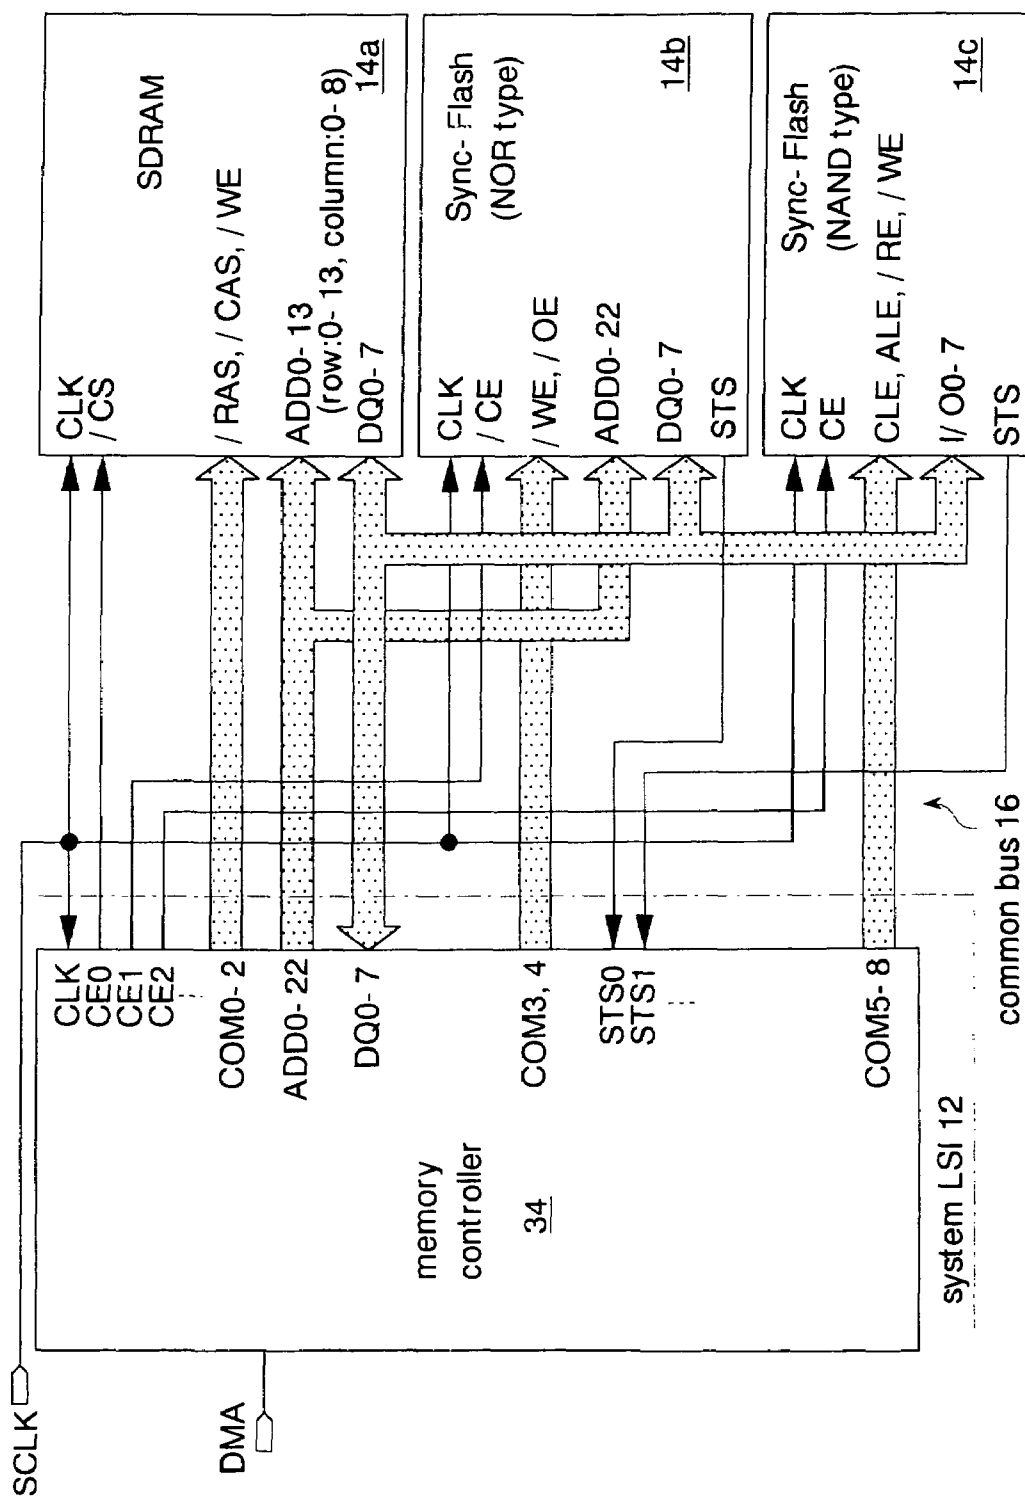 SCLK
DMA
memory
controller
34
CLK
CE0
CE1
CE2
COM0-2
ADD0-22
DQ0-7
COM3, 4
STS0
STS1
COM5-8
system LSI 12
common bus 16
SDRAM
14a
CLK
/CS
/RAS, /CAS, /WE
ADD0-13
(row:0-13, column:0-8)
DQ0-7
Sync-Flash
(NOR type)
14b
CLK
/CE
/WE, /OE
ADD0-22
DQ0-7
STS
Sync-Flash
(NAND type)
14c
CLK
CE
CLE, ALE, /RE, /WE
I/O0-7
STS